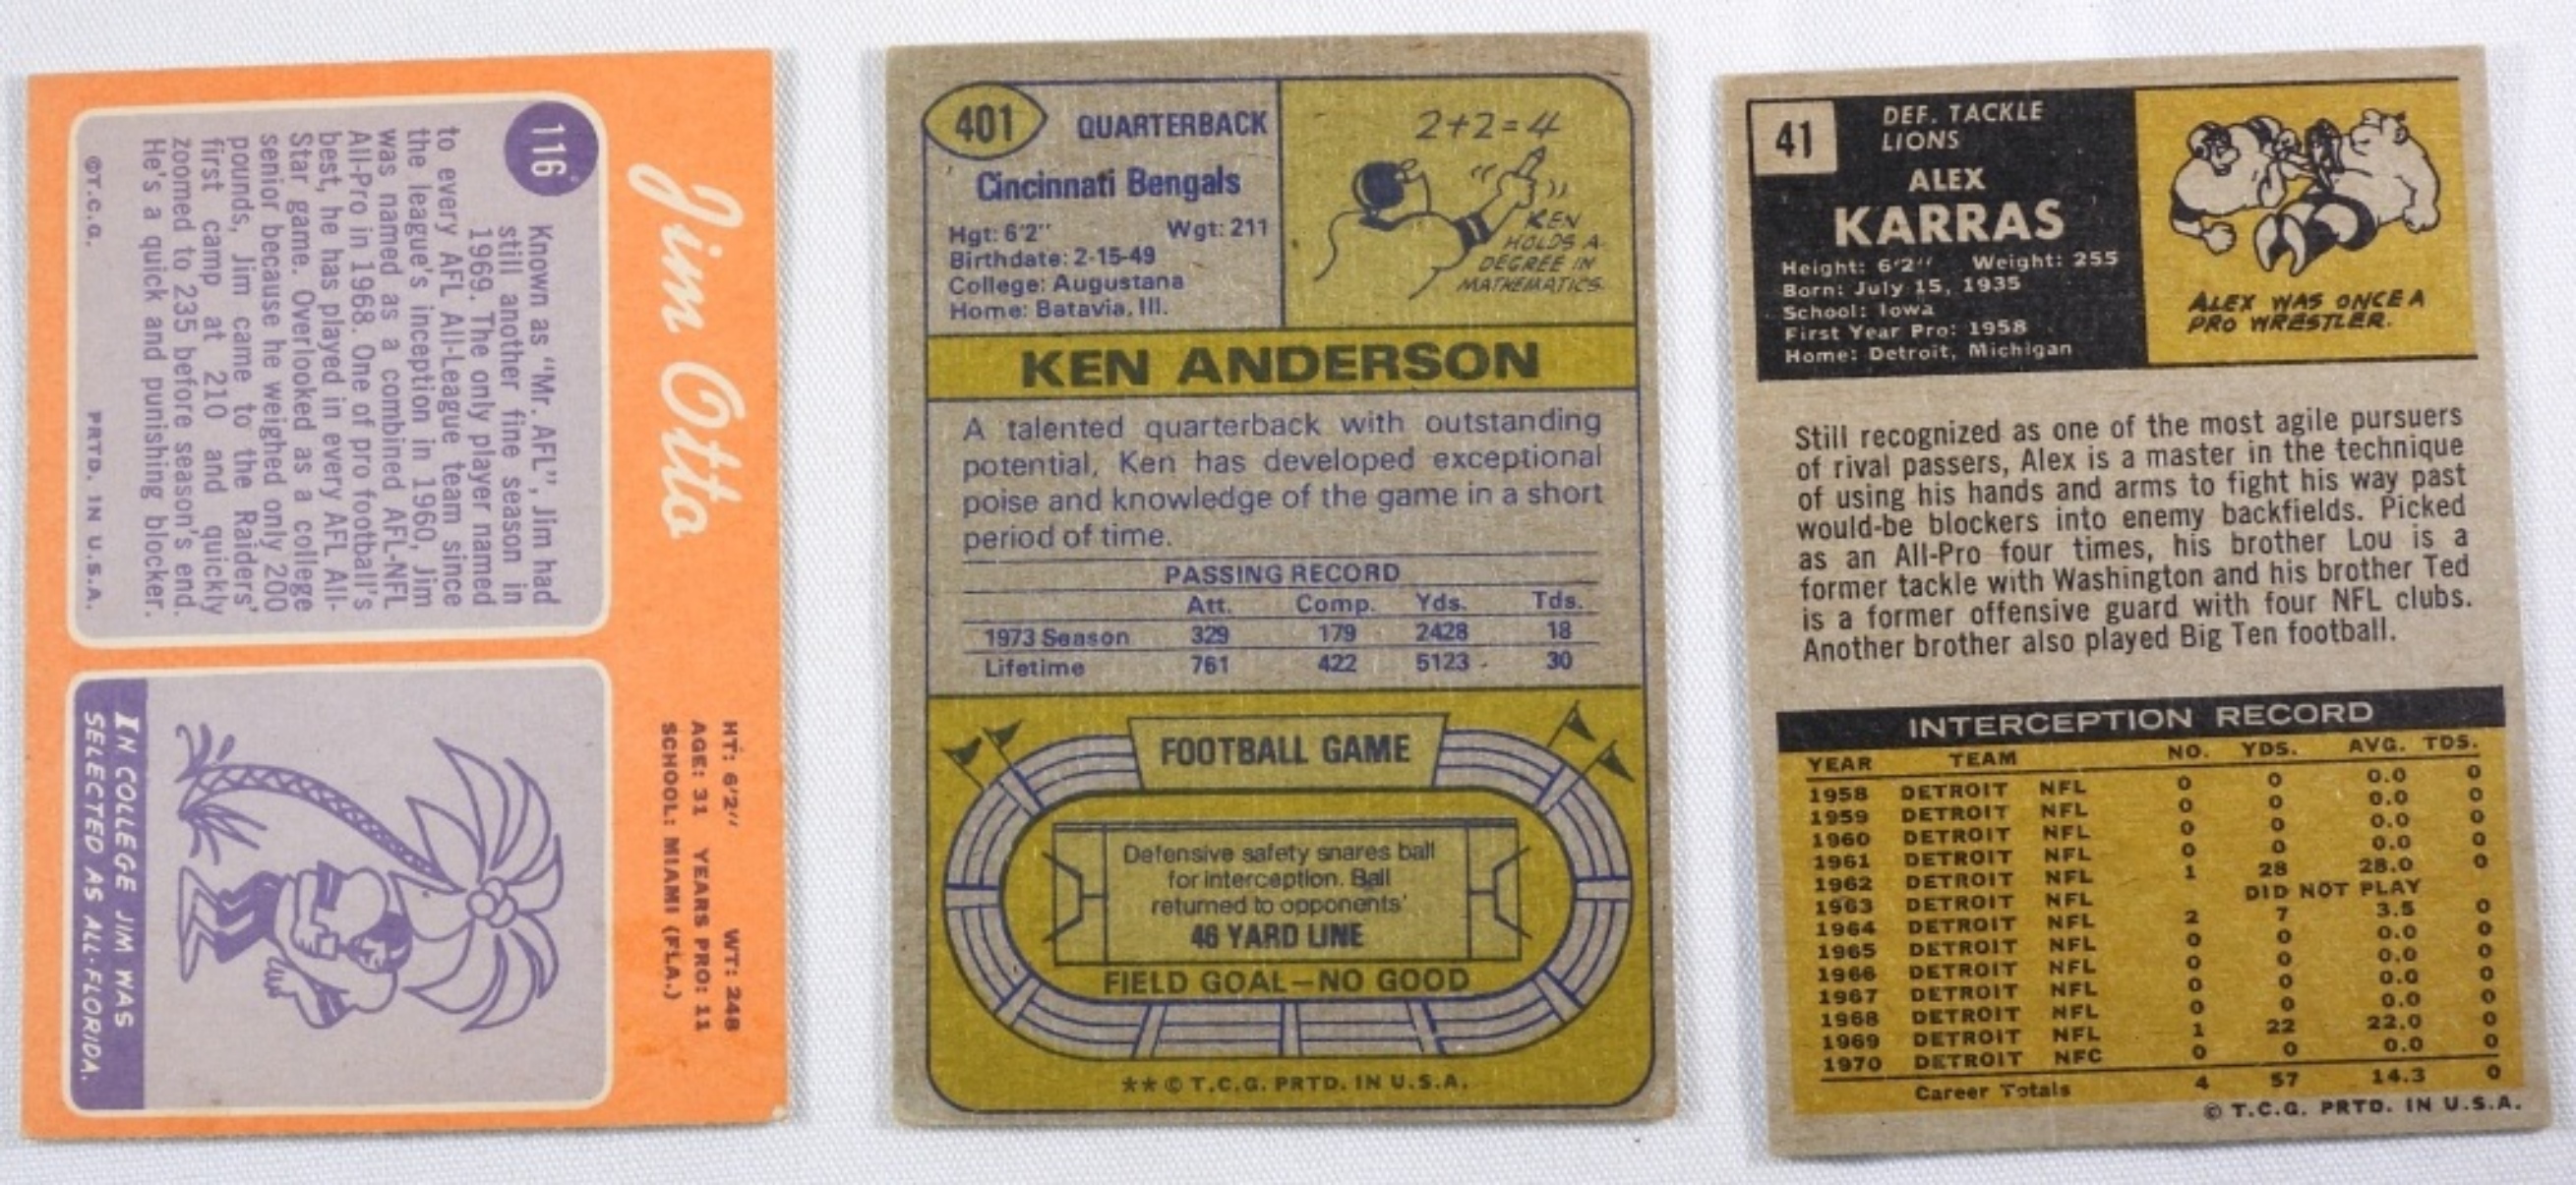 Jim Otto
HT: 6'2" WT: 248
AGE: 31 YEARS PRO: 11
SCHOOL: MIAMI (FLA.)
116
Known as "Mr. AFL", Jim had
still another fine season in
1969. The only player named
to every AFL All-League team since
the league's inception in 1960, Jim
was named as a combined AFL-NFL
All-Pro in 1968. One of pro football's
best, he has played in every AFL All-
Star game. Overlooked as a college
senior because he weighed only 200
pounds, Jim came to the Raiders'
first camp at 210 and quickly
zoomed to 235 before season's end.
He's a quick and punishing blocker.
©T.C.G. PRTD. IN U.S.A.
IN COLLEGE JIM WAS
SELECTED AS ALL-FLORIDA.
401 QUARTERBACK
Cincinnati Bengals
Hgt: 6'2" Wgt: 211
Birthdate: 2-15-49
College: Augustana
Home: Batavia, Ill.
2+2=4
KEN
HOLDS A
DEGREE IN
MATHEMATICS.
KEN ANDERSON
A talented quarterback with outstanding
potential, Ken has developed exceptional
poise and knowledge of the game in a short
period of time.
PASSING RECORD
Att. Comp. Yds. Tds.
1973 Season 329 179 2428 18
Lifetime 761 422 5123 30
FOOTBALL GAME
Defensive safety snares ball
for interception. Ball
returned to opponents'
46 YARD LINE
FIELD GOAL—NO GOOD
** © T.C.G. PRTD. IN U.S.A.
41
DEF. TACKLE
LIONS
ALEX
KARRAS
Height: 6'2" Weight: 255
Born: July 15, 1935
School: Iowa
First Year Pro: 1958
Home: Detroit, Michigan
ALEX WAS ONCE A
PRO WRESTLER.
Still recognized as one of the most agile pursuers
of rival passers, Alex is a master in the technique
of using his hands and arms to fight his way past
would-be blockers into enemy backfields. Picked
as an All-Pro four times, his brother Lou is a
former tackle with Washington and his brother Ted
is a former offensive guard with four NFL clubs.
Another brother also played Big Ten football.
INTERCEPTION RECORD
YEAR TEAM NO. YDS. AVG. TDS.
1958 DETROIT NFL 0 0 0.0 0
1959 DETROIT NFL 0 0 0.0 0
1960 DETROIT NFL 0 0 0.0 0
1961 DETROIT NFL 0 0 0.0 0
1962 DETROIT NFL 1 28 28.0 0
1963 DETROIT NFL DID NOT PLAY
1964 DETROIT NFL 2 7 3.5 0
1965 DETROIT NFL 0 0 0.0 0
1966 DETROIT NFL 0 0 0.0 0
1967 DETROIT NFL 0 0 0.0 0
1968 DETROIT NFL 0 0 0.0 0
1969 DETROIT NFL 1 22 22.0 0
1970 DETROIT NFC 0 0 0.0 0
Career Totals 4 57 14.3 0
© T.C.G. PRTD. IN U.S.A.